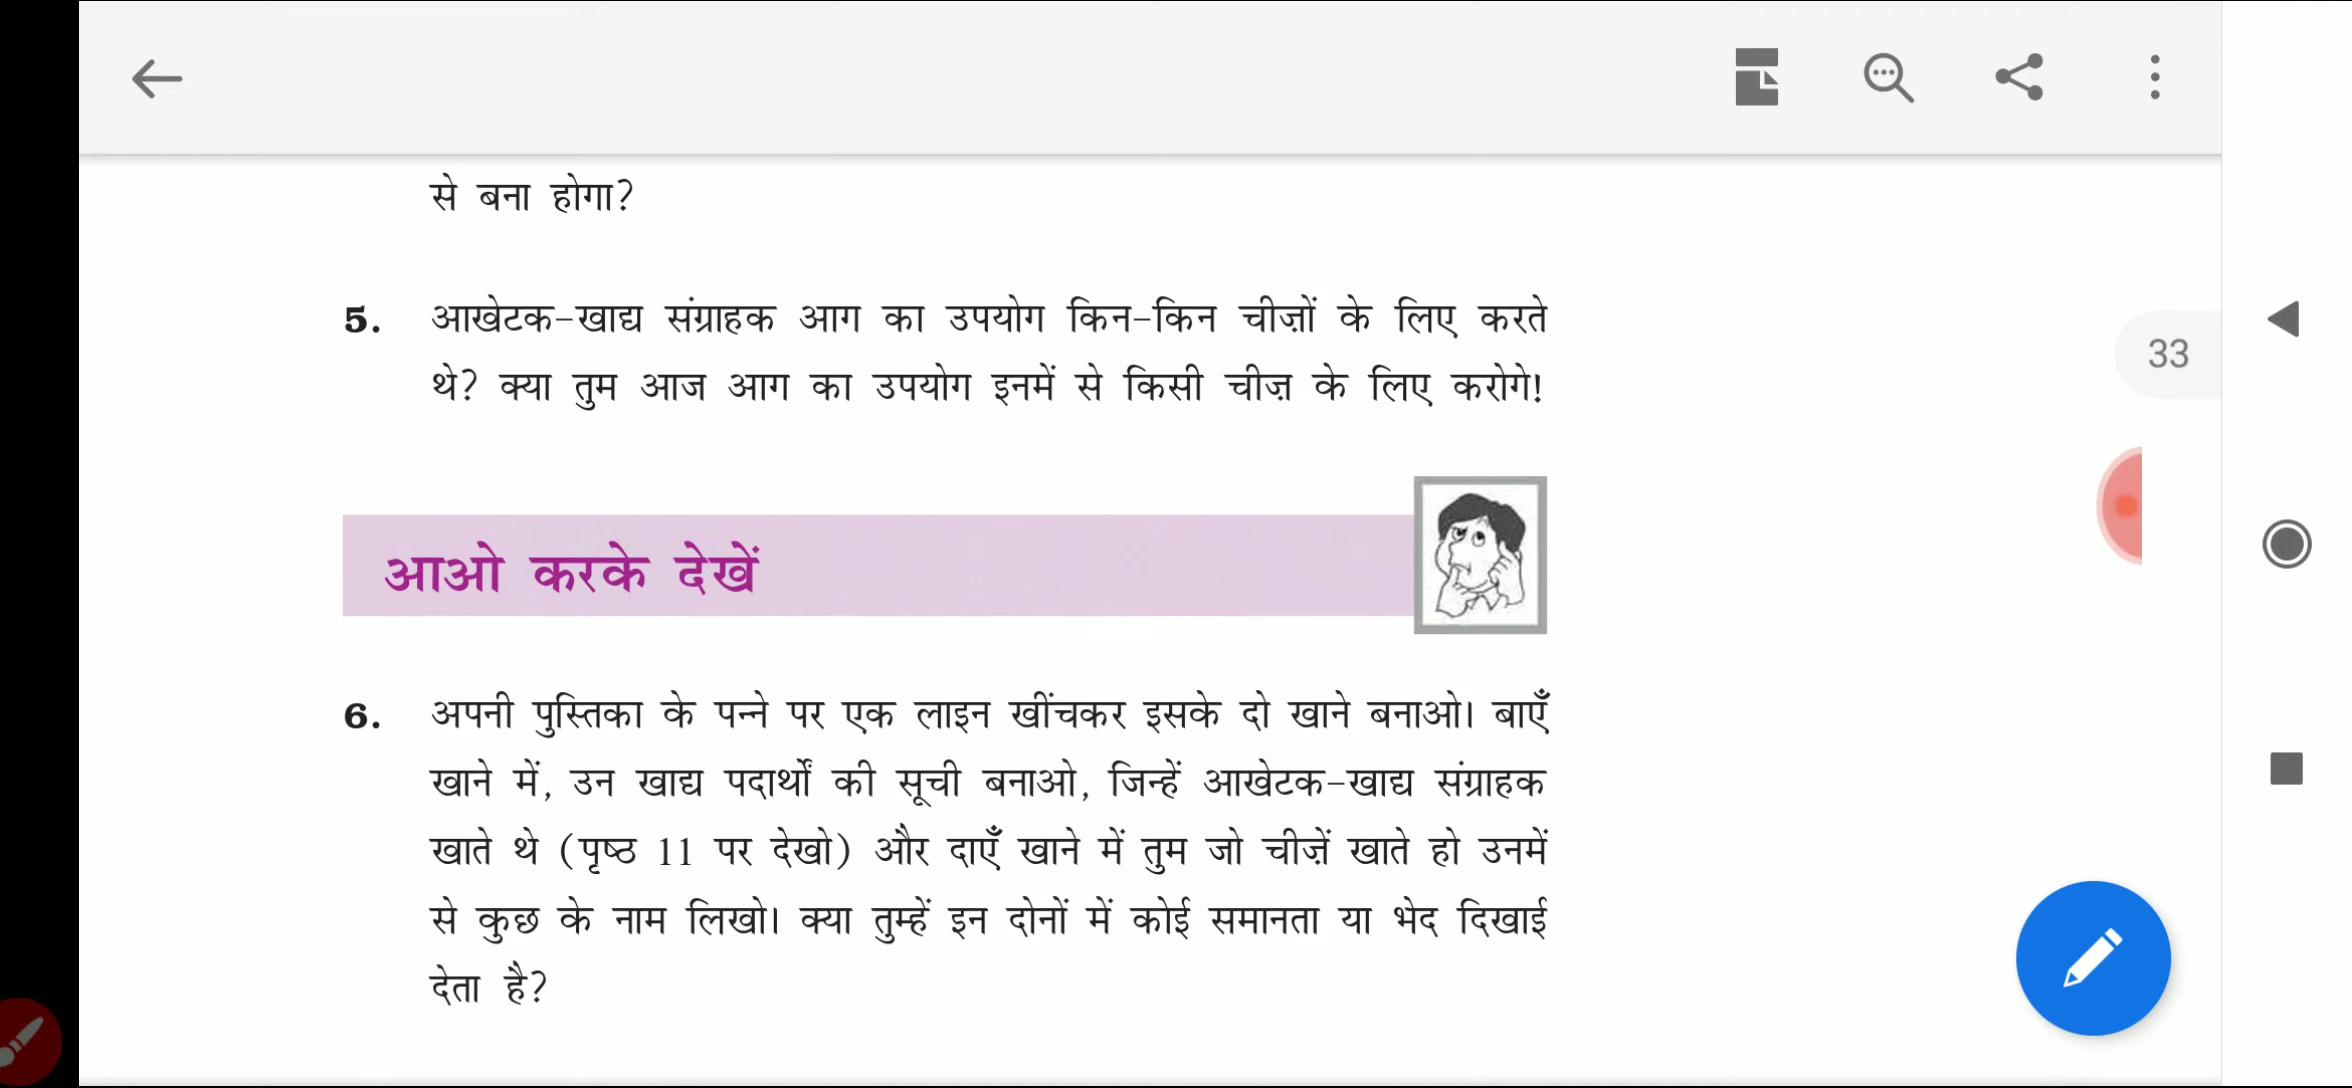 से बना होगा?
5. आखेटक-खाद्य संग्राहक आग का उपयोग किन-किन चीज़ों के लिए करते
थे? क्या तुम आज आग का उपयोग इनमें से किसी चीज़ के लिए करोगे!
33
आओ करके देखें
6. अपनी पुस्तिका के पन्ने पर एक लाइन खींचकर इसके दो खाने बनाओ। बाएँ
खाने में, उन खाद्य पदार्थों की सूची बनाओ, जिन्हें आखेटक-खाद्य संग्राहक
खाते थे (पृष्ठ 11 पर देखो) और दाएँ खाने में तुम जो चीज़ें खाते हो उनमें
से कुछ के नाम लिखो। क्या तुम्हें इन दोनों में कोई समानता या भेद दिखाई
देता है?